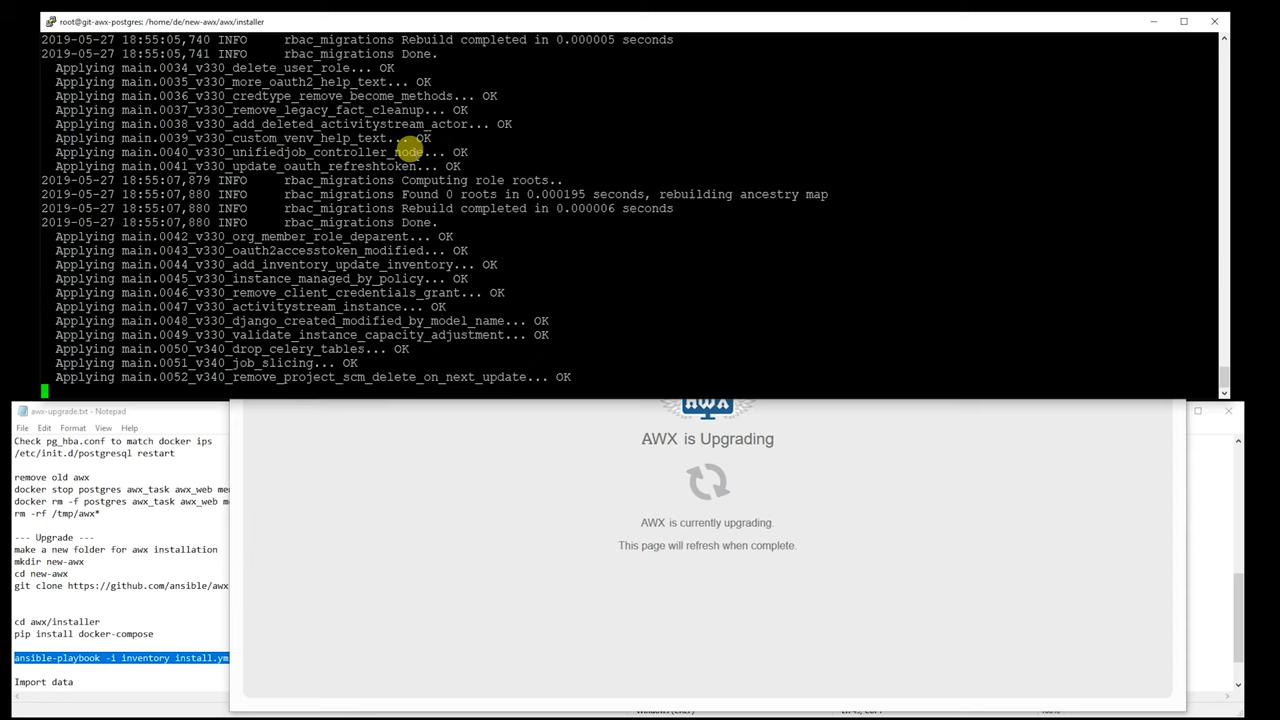 root@git-awx-postgres: /home/de/new-awx/awx/installer
2019-05-27 18:55:05,740 INFO     rbac_migrations Rebuild completed in 0.000005 seconds
2019-05-27 18:55:05,741 INFO     rbac_migrations Done.
  Applying main.0034_v330_delete_user_role... OK
  Applying main.0035_v330_more_oauth2_help_text... OK
  Applying main.0036_v330_credtype_remove_become_methods... OK
  Applying main.0037_v330_remove_legacy_fact_cleanup... OK
  Applying main.0038_v330_add_deleted_activitystream_actor... OK
  Applying main.0039_v330_custom_venv_help_text... OK
  Applying main.0040_v330_unifiedjob_controller_node... OK
  Applying main.0041_v330_update_oauth_refreshtoken... OK
2019-05-27 18:55:07,879 INFO     rbac_migrations Computing role roots..
2019-05-27 18:55:07,880 INFO     rbac_migrations Found 0 roots in 0.000195 seconds, rebuilding ancestry map
2019-05-27 18:55:07,880 INFO     rbac_migrations Rebuild completed in 0.000006 seconds
2019-05-27 18:55:07,880 INFO     rbac_migrations Done.
  Applying main.0042_v330_org_member_role_deparent... OK
  Applying main.0043_v330_oauth2accesstoken_modified... OK
  Applying main.0044_v330_add_inventory_update_inventory... OK
  Applying main.0045_v330_instance_managed_by_policy... OK
  Applying main.0046_v330_remove_client_credentials_grant... OK
  Applying main.0047_v330_activitystream_instance... OK
  Applying main.0048_v330_django_created_modified_by_model_name... OK
  Applying main.0049_v330_validate_instance_capacity_adjustment... OK
  Applying main.0050_v340_drop_celery_tables... OK
  Applying main.0051_v340_job_slicing... OK
  Applying main.0052_v340_remove_project_scm_delete_on_next_update... OK
awx-upgrade.txt - Notepad
File Edit Format View Help
Check pg_hba.conf to match docker ips
/etc/init.d/postgresql restart
remove old awx
docker stop postgres awx_task awx_web
docker rm -f postgres awx_task awx_web
rm -rf /tmp/awx*
--- Upgrade ---
make a new folder for awx installation
mkdir new-awx
cd new-awx
git clone https://github.com/ansible/awx
cd awx/installer
pip install docker-compose
ansible-playbook -i inventory install.ym
Import data
AWX
AWX is Upgrading
AWX is currently upgrading.
This page will refresh when complete.